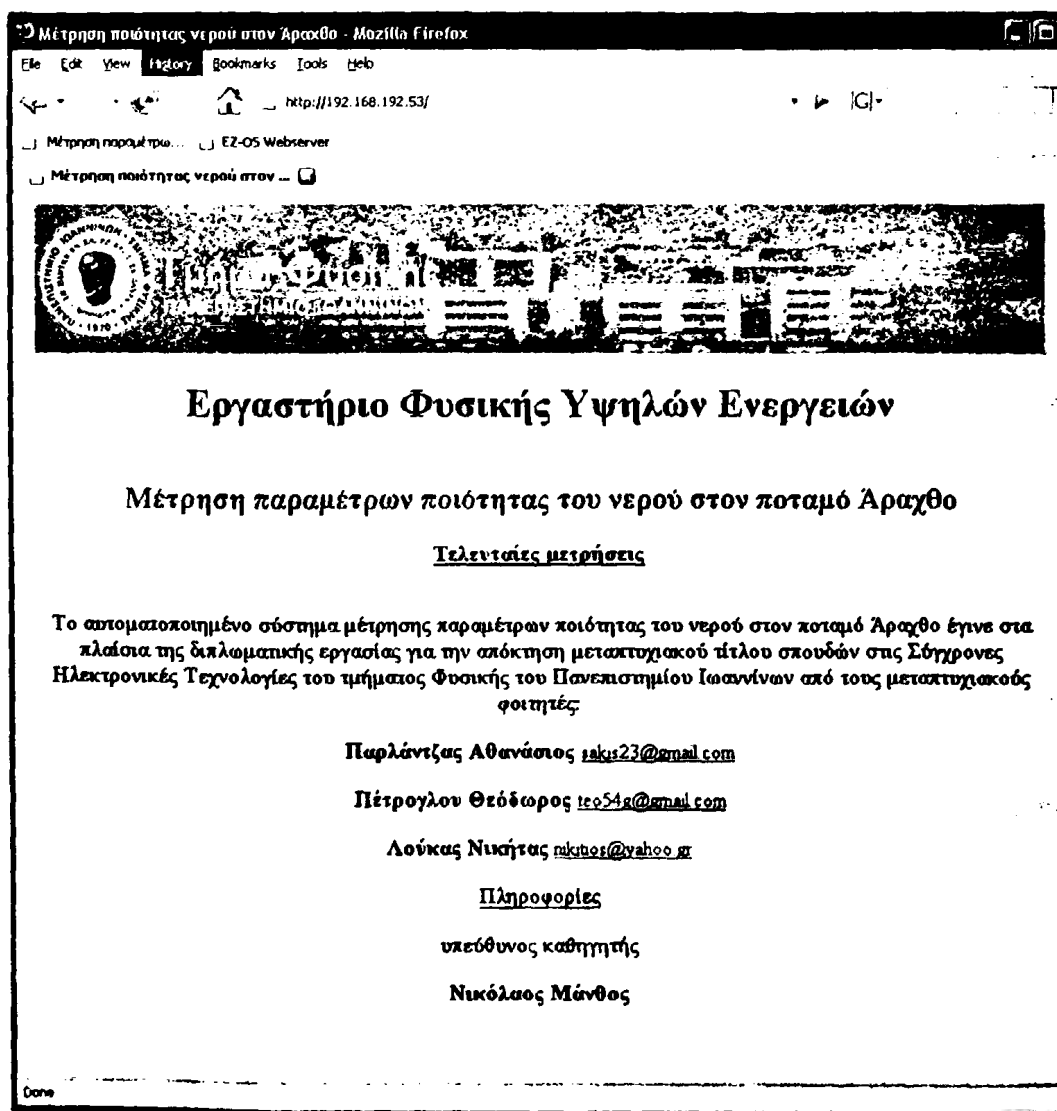 Μέτρηση ποιότητας νερού στον Άραχθο - Mozilla Firefox
File Edit View History Bookmarks Tools Help
http://192.168.192.53/
Μέτρηση παραμέτρω... EZ-OS Webserver
Μέτρηση ποιότητας νερού στον ...
Τμήμα Φυσικής
Εργαστήριο Φυσικής Υψηλών Ενεργειών
Μέτρηση παραμέτρων ποιότητας του νερού στον ποταμό Άραχθο
Τελευταίες μετρήσεις
Το αυτοματοποιημένο σύστημα μέτρησης παραμέτρων ποιότητας του νερού στον ποταμό Άραχθο έγινε στα
πλαίσια της διπλωματικής εργασίας για την απόκτηση μεταπτυχιακού τίτλου σπουδών στις Σύγχρονες
Ηλεκτρονικές Τεχνολογίες του τμήματος Φυσικής του Πανεπιστημίου Ιωαννίνων από τους μεταπτυχιακούς
φοιτητές:
Παρλάντζας Αθανάσιος sakis23@gmail.com
Πέτρογλου Θεόδωρος teo54g@gmail.com
Λούκας Νικήτας @yahoo.gr
Πληροφορίες
υπεύθυνος καθηγητής
Νικόλαος Μάνθος
Done